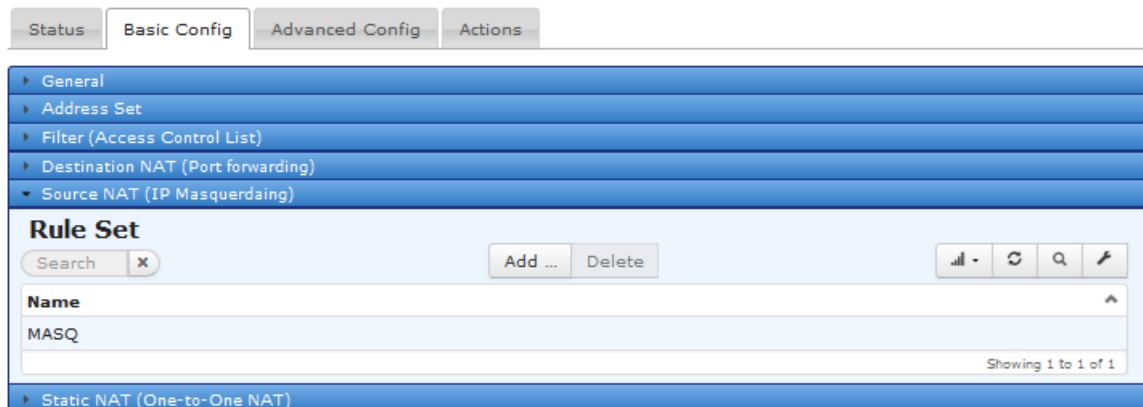 Status Basic Config Advanced Config Actions
General
Address Set
Filter (Access Control List)
Destination NAT (Port forwarding)
Source NAT (IP Masquerdaing)
Rule Set
Search Add ... Delete
Name
MASQ
Showing 1 to 1 of 1
Static NAT (One-to-One NAT)